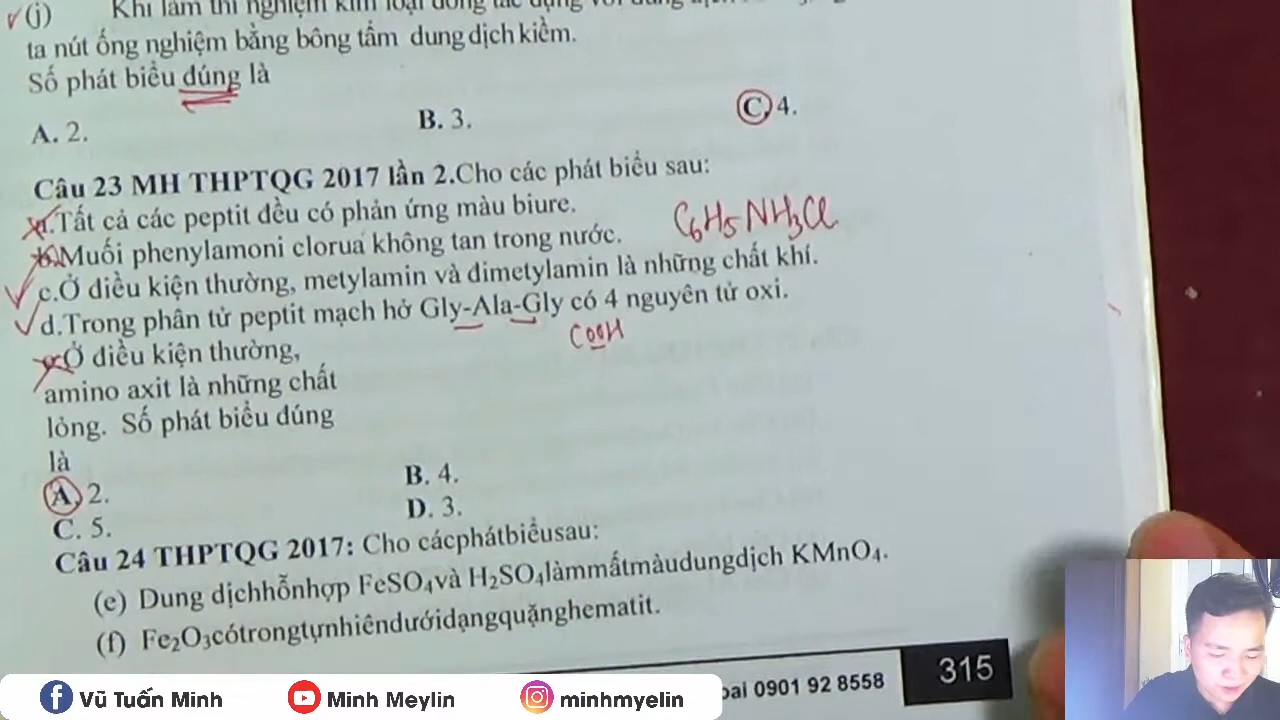 (j) Khi làm thí nghiệm kim loại đồng tác dụng với dung dịch
ta nút ống nghiệm bằng bông tẩm dung dịch kiềm.
Số phát biểu đúng là
A. 2. B. 3. C. 4.
Câu 23 MH THPTQG 2017 lần 2.Cho các phát biểu sau:
a.Tất cả các peptit đều có phản ứng màu biure.
b.Muối phenylamoni clorua không tan trong nước. C6H5NH3Cl
c.Ở điều kiện thường, metylamin và đimetylamin là những chất khí.
d.Trong phân tử peptit mạch hở Gly-Ala-Gly có 4 nguyên tử oxi.
COOH
e.Ở điều kiện thường,
amino axit là những chất
lỏng. Số phát biểu đúng
là
A. 2. B. 4.
C. 5. D. 3.
Câu 24 THPTQG 2017: Cho cácphátbiểusau:
(e) Dung dịchhỗnhợp FeSO₄và H₂SO₄làmmấtmàudungdịch KMnO₄.
(f) Fe₂O₃cótrongtựnhiêndướidạngquặnghematit.
0901 92 8558 315
Vũ Tuấn Minh Minh Meylin minhmyelin